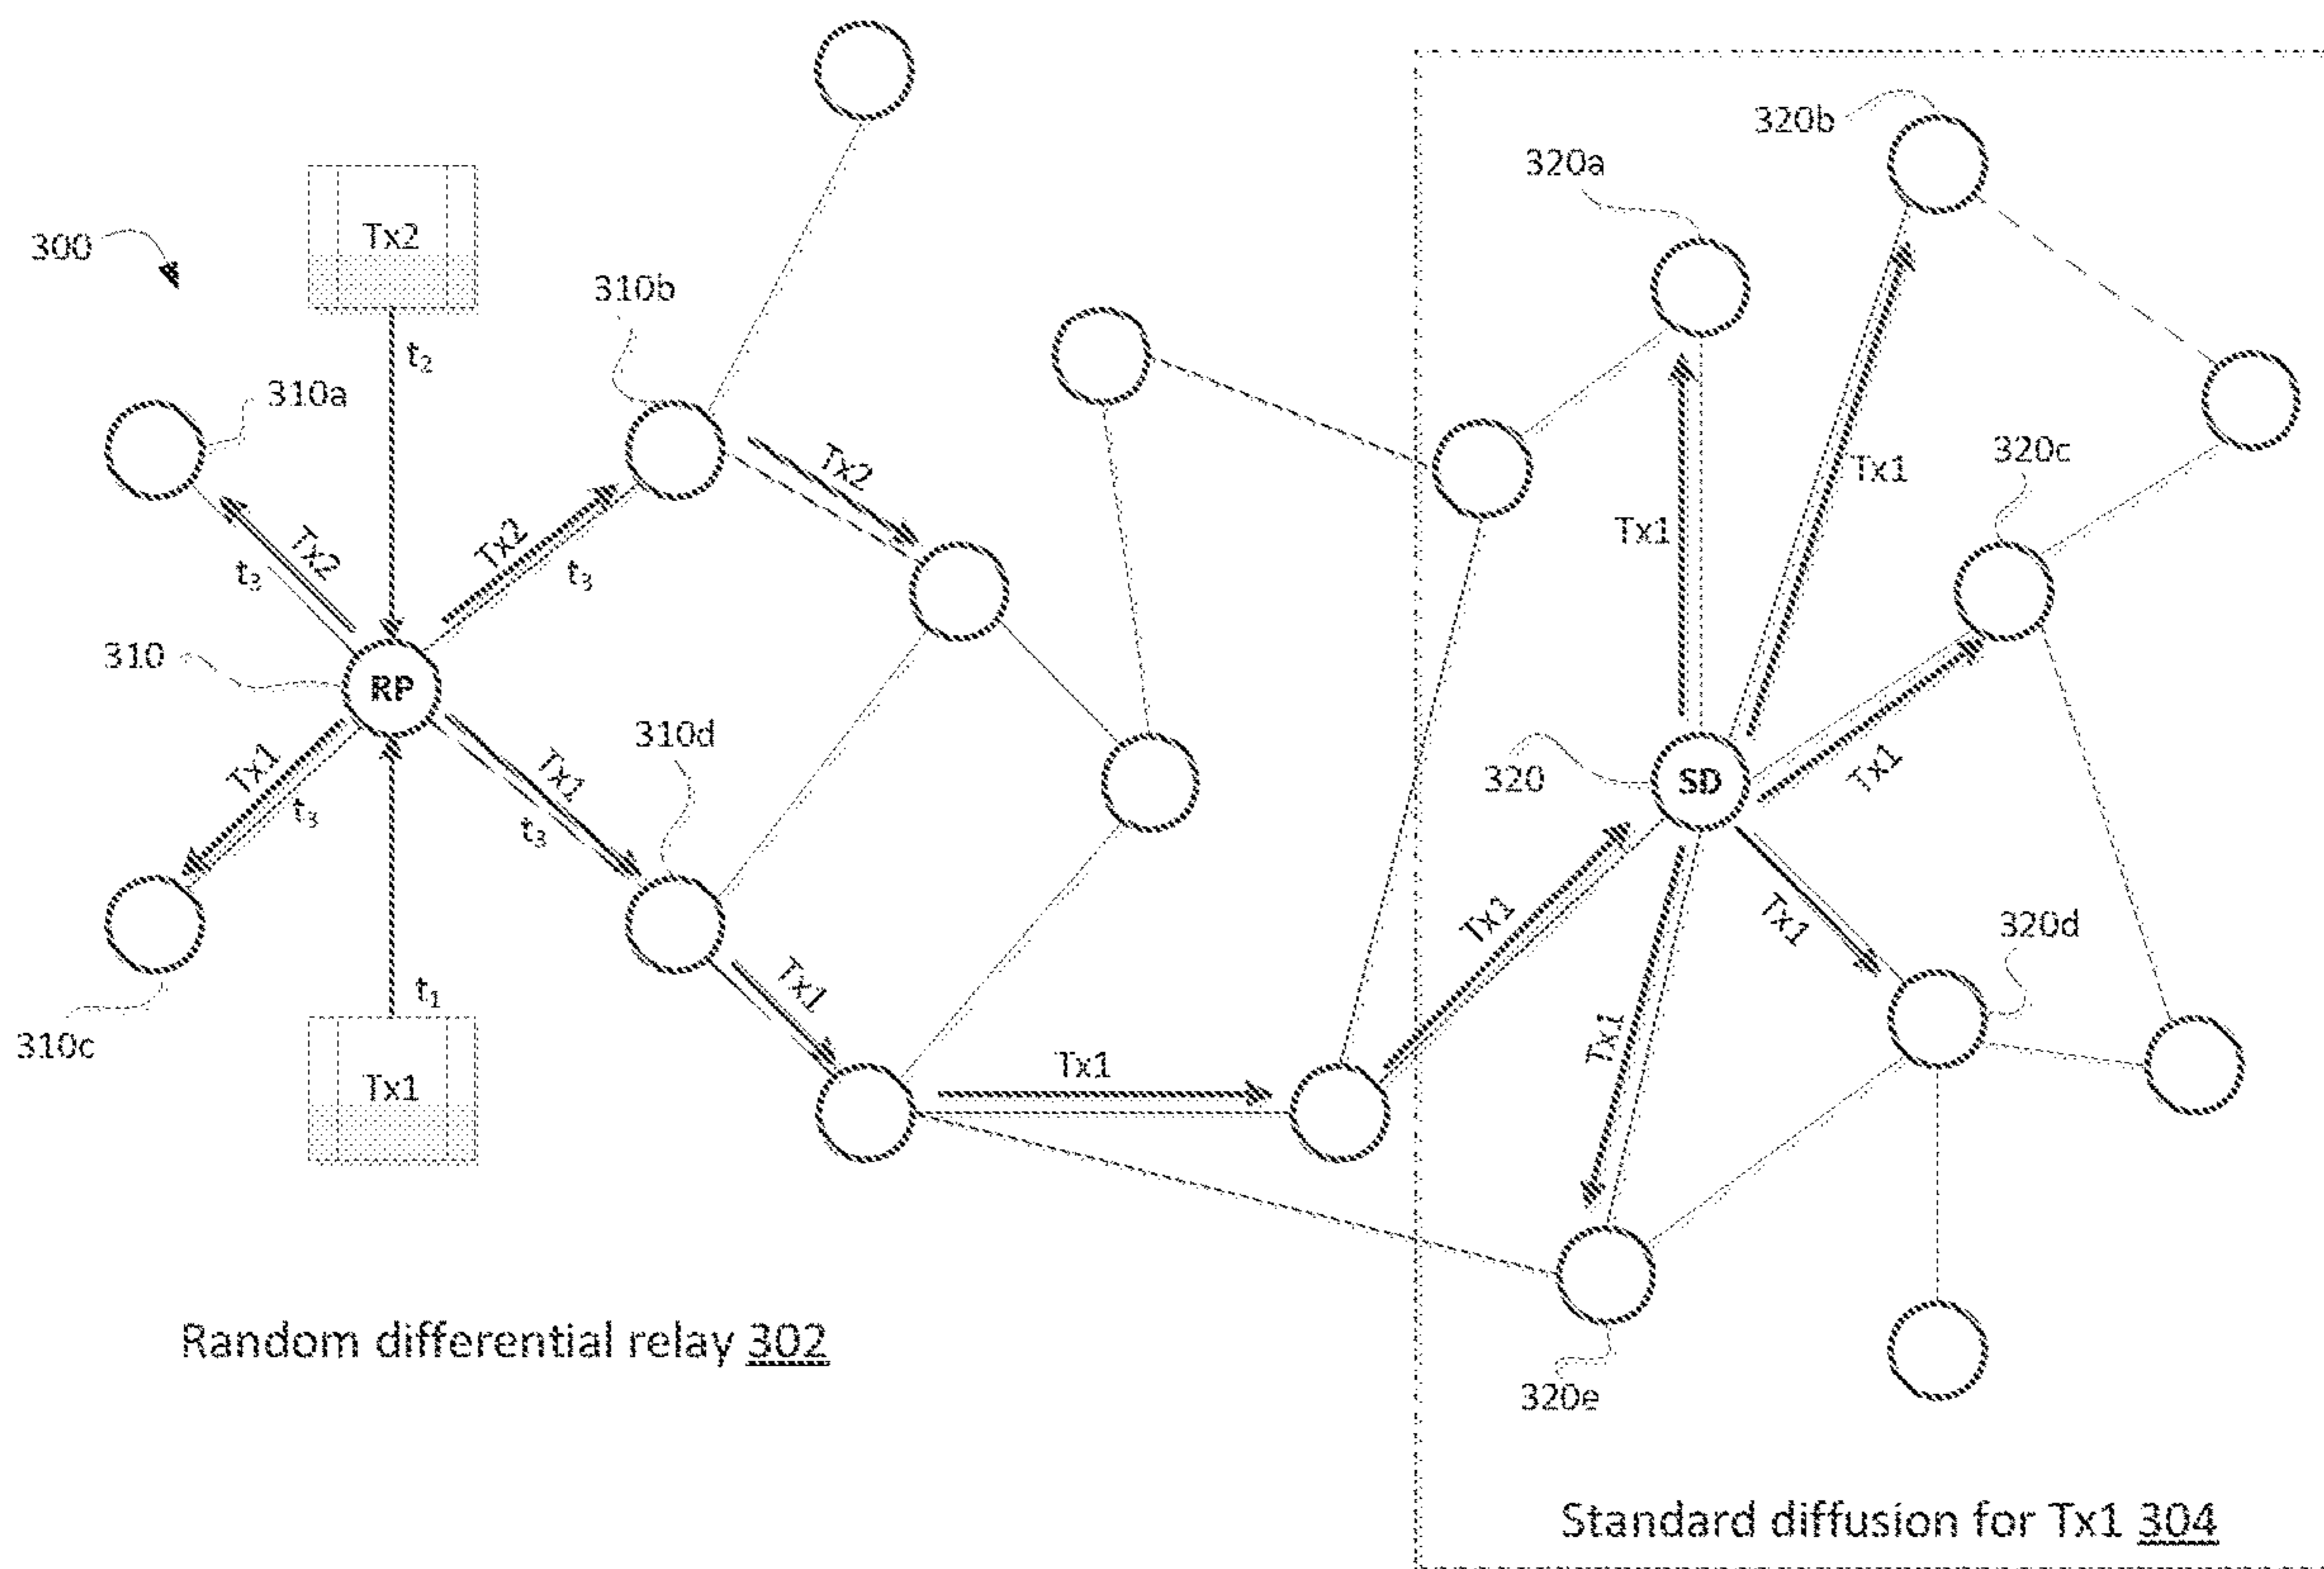 320b
320a
Tx2
300
310b
t₂
310a
320c
Tx2
Tx1
Tx1
Tx2
Tx2
t₃
t₃
310
RP
310d
320
SD
Tx1
Tx1
Tx1
t₃
t₃
Tx1
Tx1
320d
Tx1
t₁
310c
Tx1
Tx1
Tx1
Random differential relay 302
320e
Standard diffusion for Tx1 304